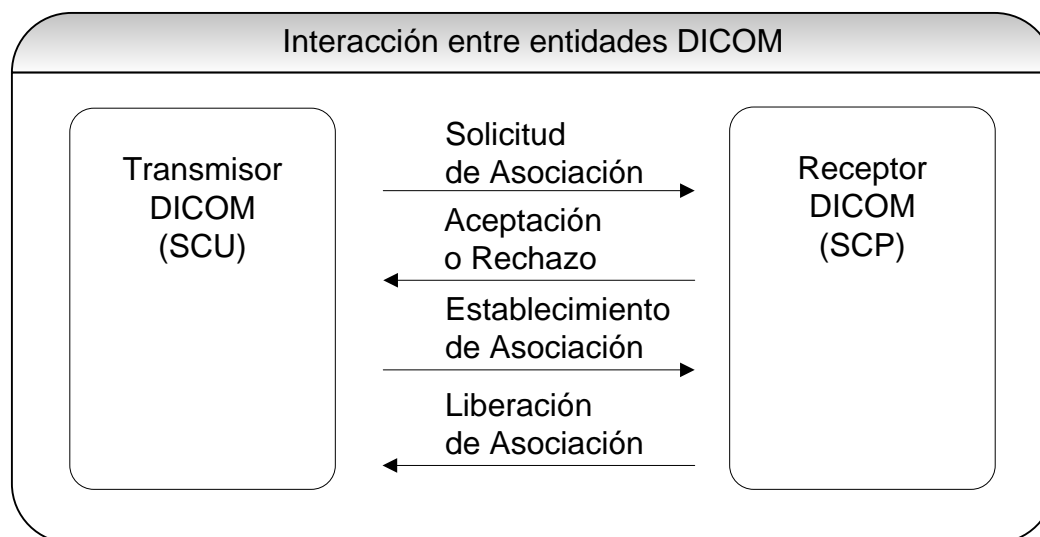 Interacción entre entidades DICOM
Transmisor
DICOM
(SCU)
Solicitud
de Asociación
Aceptación
o Rechazo
Establecimiento
de Asociación
Liberación
de Asociación
Receptor
DICOM
(SCP)